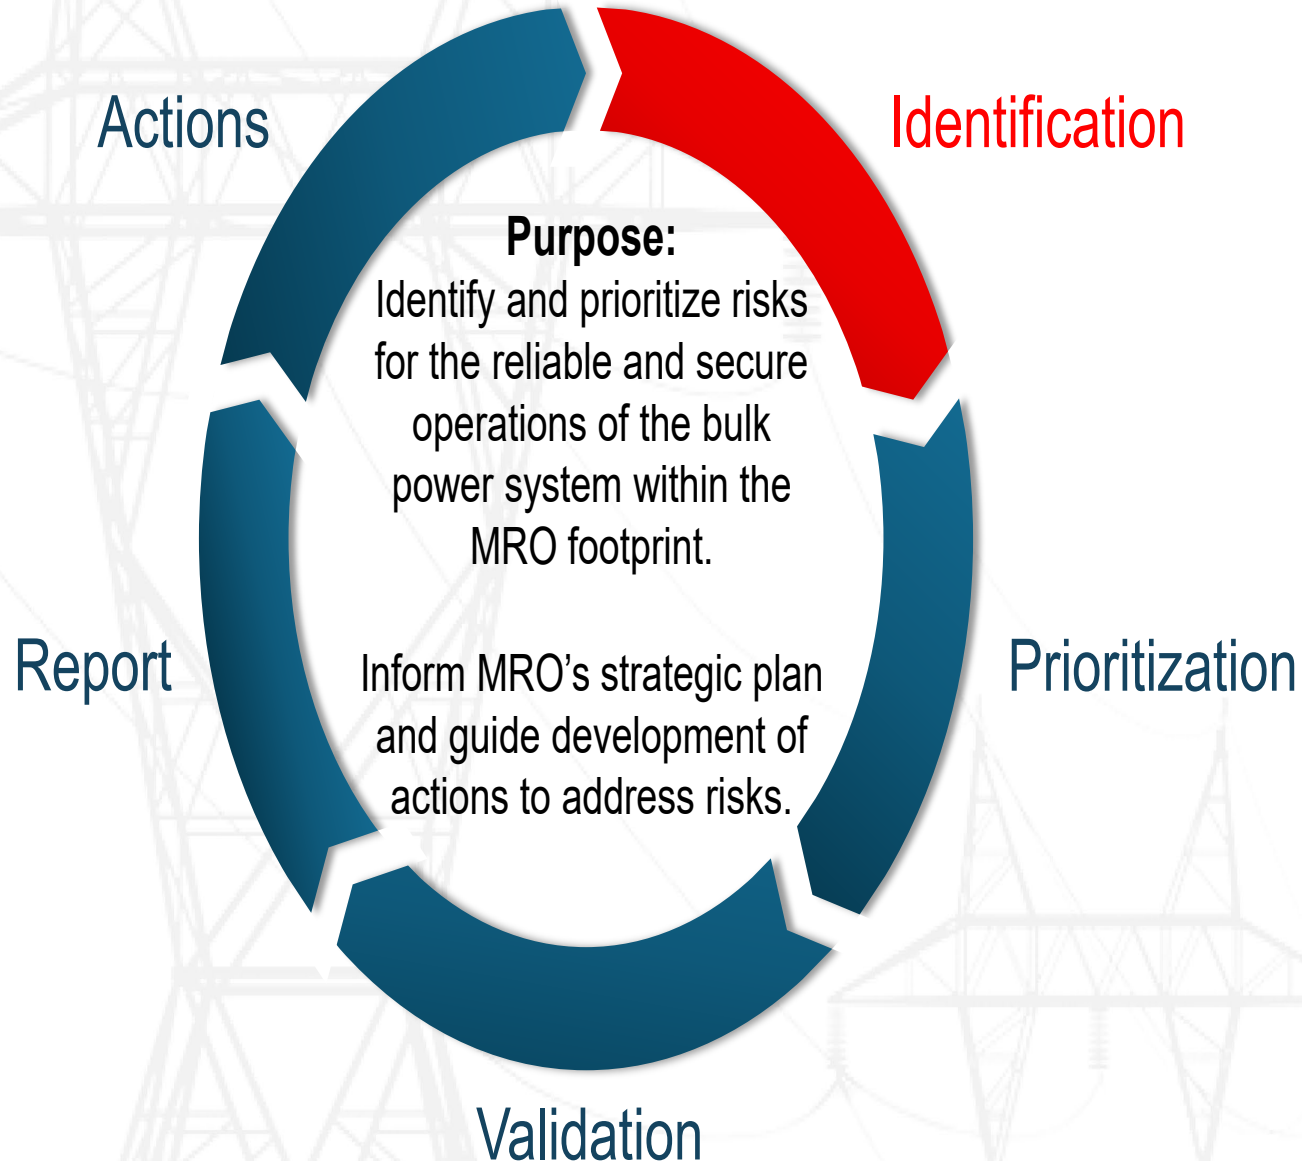 Actions
Identification
Purpose:
Identify and prioritize risks
for the reliable and secure
operations of the bulk
power system within the
MRO footprint.
Inform MRO’s strategic plan
and guide development of
actions to address risks.
Report
Prioritization
Validation